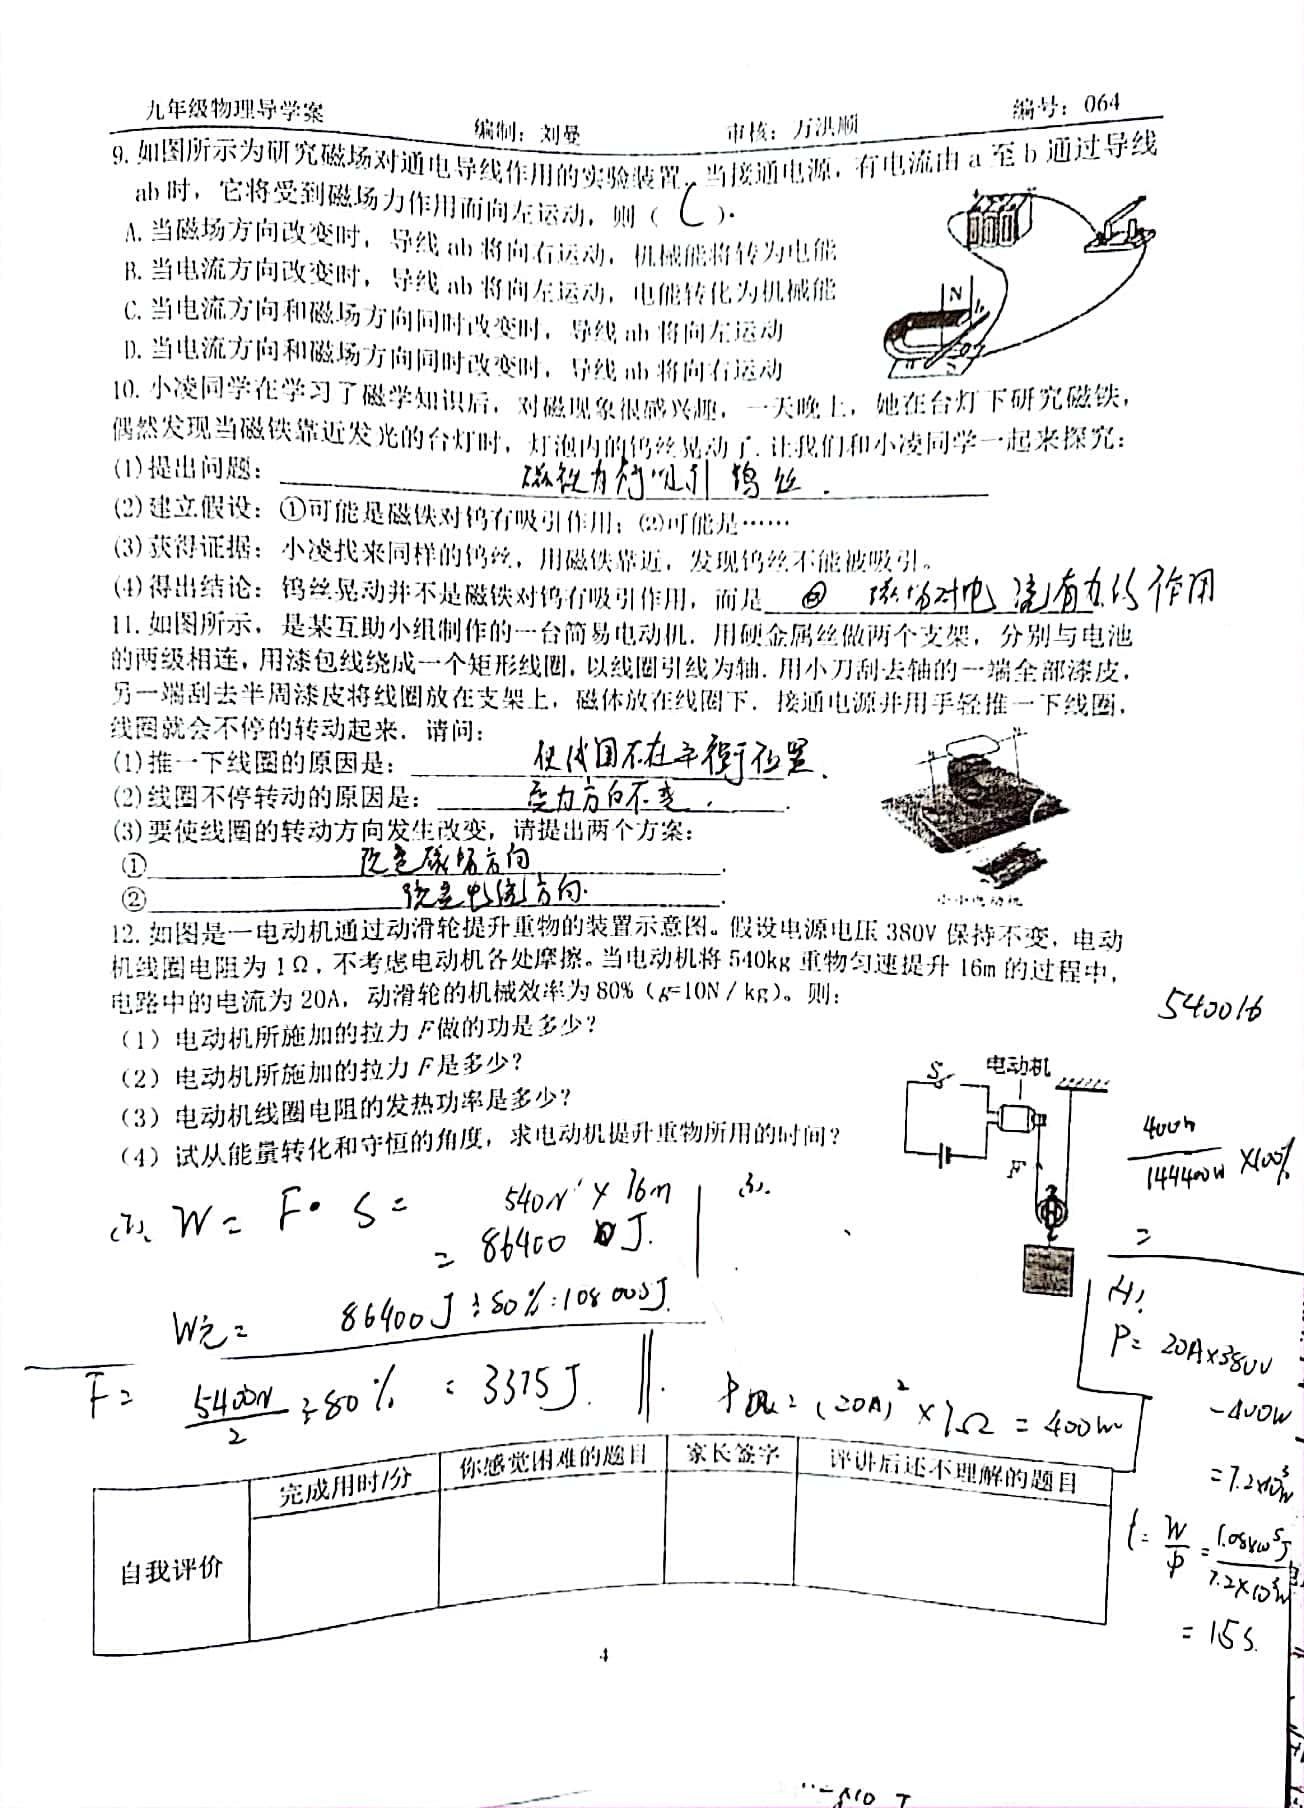 九年级物理导学案 编制：刘曼 审核：万洪顺 编号：064
9. 如图所示为研究磁场对通电导线作用的实验装置，当接通电源，有电流由 a 至 b 通过导线
ab 时，它将受到磁场力作用而向左运动，则（ C ）.
A. 当磁场方向改变时，导线 ab 将向右运动，机械能将转为电能
B. 当电流方向改变时，导线 ab 将向左运动，电能转化为机械能
C. 当电流方向和磁场方向同时改变时，导线 ab 将向左运动
D. 当电流方向和磁场方向同时改变时，导线 ab 将向右运动
N
S
10. 小凌同学在学习了磁学知识后，对磁现象很感兴趣，一天晚上，她在台灯下研究磁铁，
偶然发现当磁铁靠近发光的台灯时，灯泡内的钨丝晃动了. 让我们和小凌同学一起来探究：
(1)提出问题： 磁铁为何吸引钨丝.
(2)建立假设：①可能是磁铁对钨有吸引作用；②可能是……
(3)获得证据：小凌找来同样的钨丝，用磁铁靠近，发现钨丝不能被吸引。
(4)得出结论：钨丝晃动并不是磁铁对钨有吸引作用，而是 磁场对电流有力的作用
11. 如图所示，是某互助小组制作的一台简易电动机. 用硬金属丝做两个支架，分别与电池
的两级相连，用漆包线绕成一个矩形线圈，以线圈引线为轴. 用小刀刮去轴的一端全部漆皮，
另一端刮去半周漆皮将线圈放在支架上，磁体放在线圈下. 接通电源并用手轻推一下线圈，
线圈就会不停的转动起来. 请问：
(1)推一下线圈的原因是： 使线圈不在平衡位置.
(2)线圈不停转动的原因是： 受力方向不变.
(3)要使线圈的转动方向发生改变，请提出两个方案：
① 改变磁场方向 .
② 改变电流方向. .
小小电动机
12. 如图是一电动机通过动滑轮提升重物的装置示意图。假设电源电压 380V 保持不变，电动
机线圈电阻为 1Ω，不考虑电动机各处摩擦。当电动机将 540kg 重物匀速提升 16m 的过程中，
电路中的电流为 20A，动滑轮的机械效率为 80%（g=10N／kg）。则：
（1）电动机所施加的拉力 F做的功是多少？
（2）电动机所施加的拉力 F是多少？
（3）电动机线圈电阻的发热功率是多少？
（4）试从能量转化和守恒的角度，求电动机提升重物所用的时间？
S 电动机
F
5400 16
400w
144400w ×100%
=
(1). W = F· S = 540N × 16m
= 86400 J.
W总= 86400J ÷80%=108000J.
F= 5400N
2 ÷80% = 3375J.
(3).
P热=(20A)² ×1Ω = 400w
(4).
P= 20A×380V
-400W
=7.2×10³w
t= W
P = 1.08×10⁵J
7.2×10³w
= 15s.
自我评价 完成用时/分 你感觉困难的题目 家长签字 评讲后还不理解的题目
4